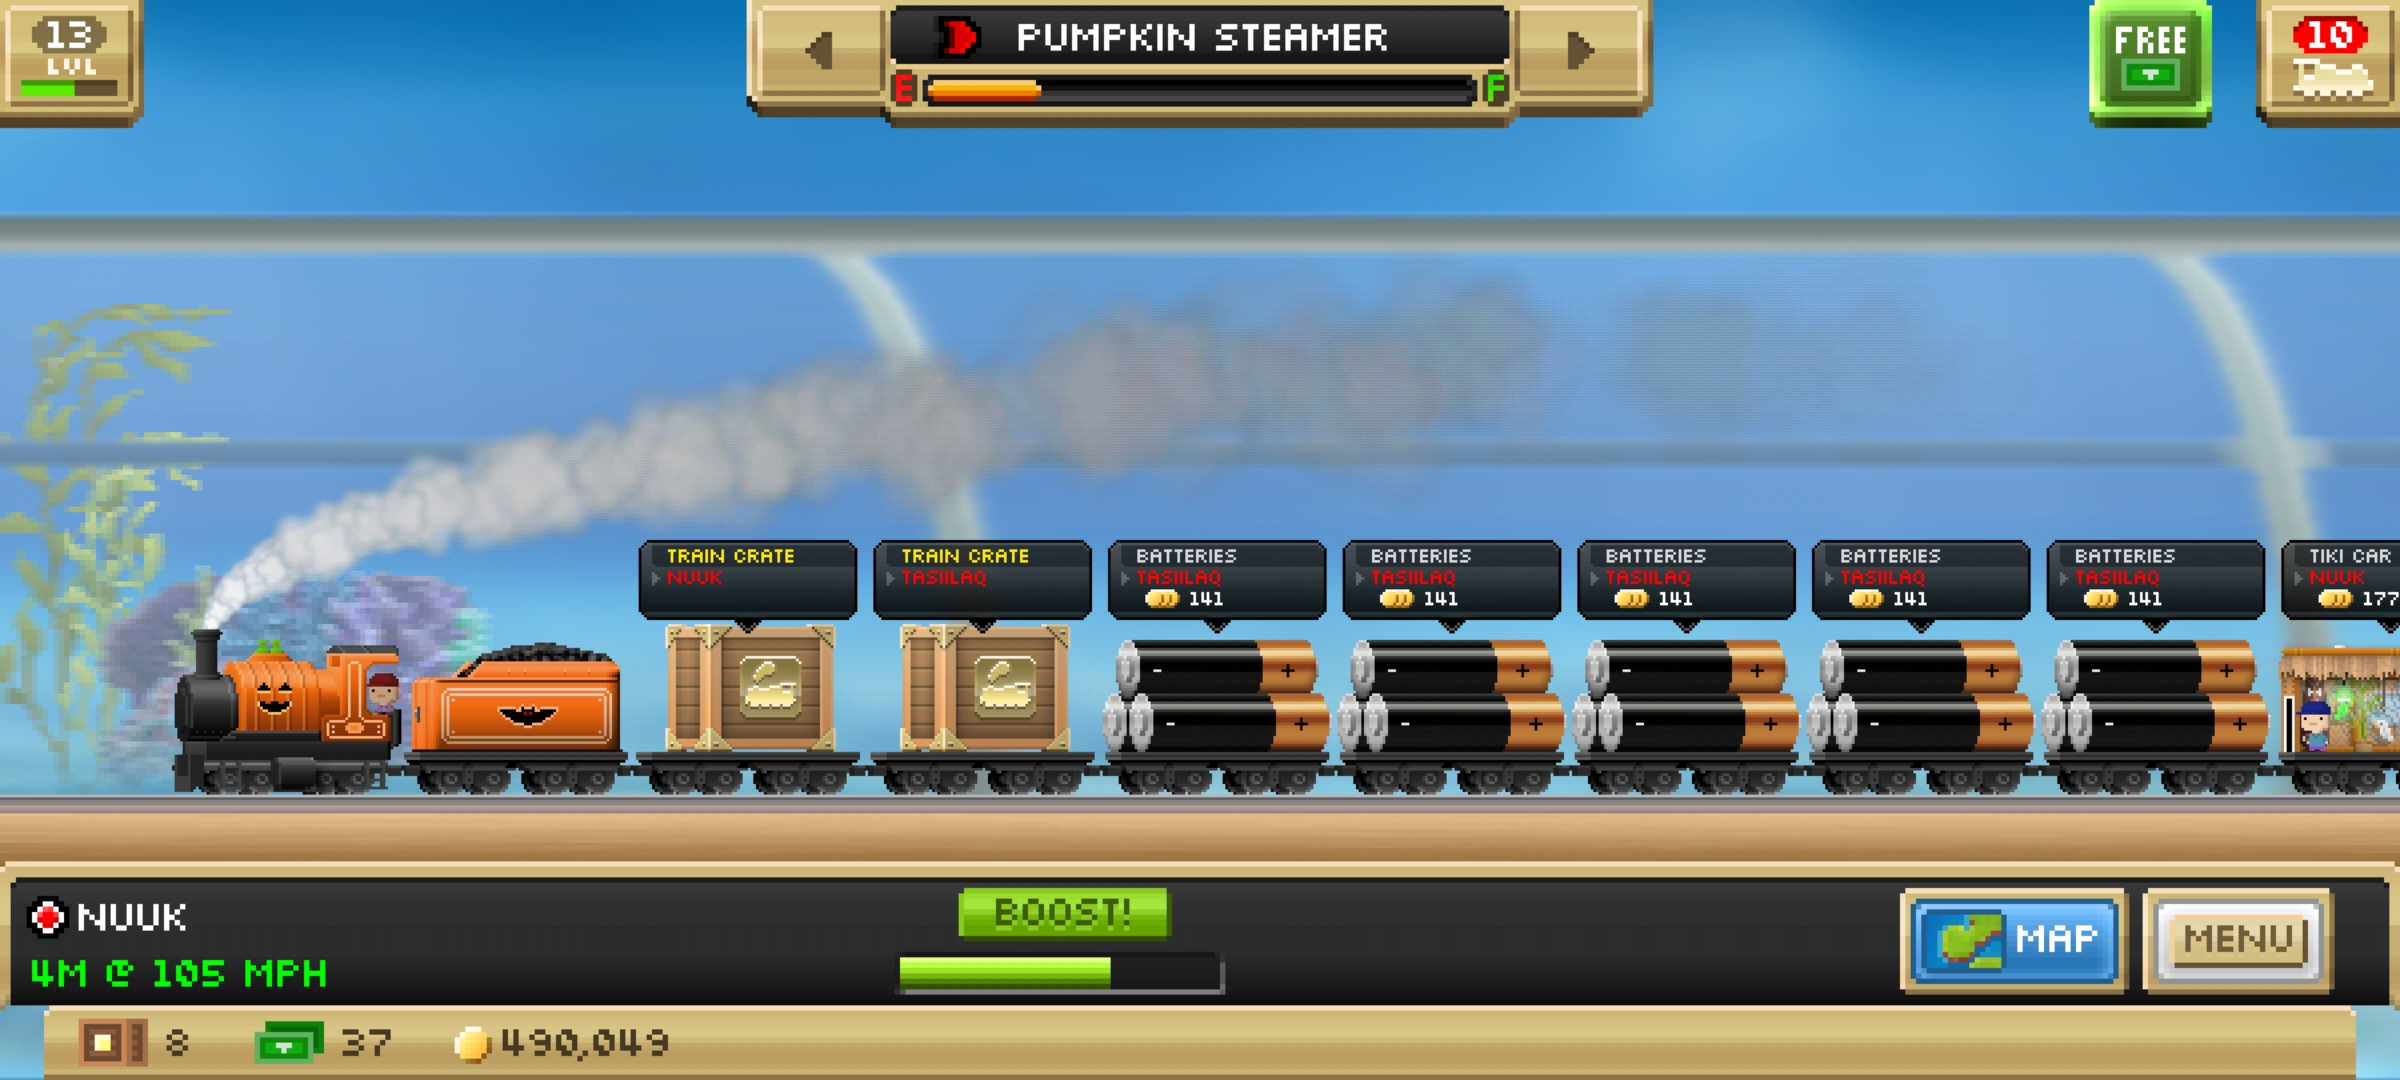 13
LVL
PUMPKIN STEAMER
E F
FREE
10
TRAIN CRATE
NUUK
TRAIN CRATE
TASIILAQ
BATTERIES
TASIILAQ
141
BATTERIES
TASIILAQ
141
BATTERIES
TASIILAQ
141
BATTERIES
TASIILAQ
141
BATTERIES
TASIILAQ
141
TIKI CAR
NUUK
177
- +
- +
- +
- +
- +
- +
- +
- +
- +
- +
NUUK
4M @ 105 MPH
BOOST!
MAP
MENU
8
37
490,049